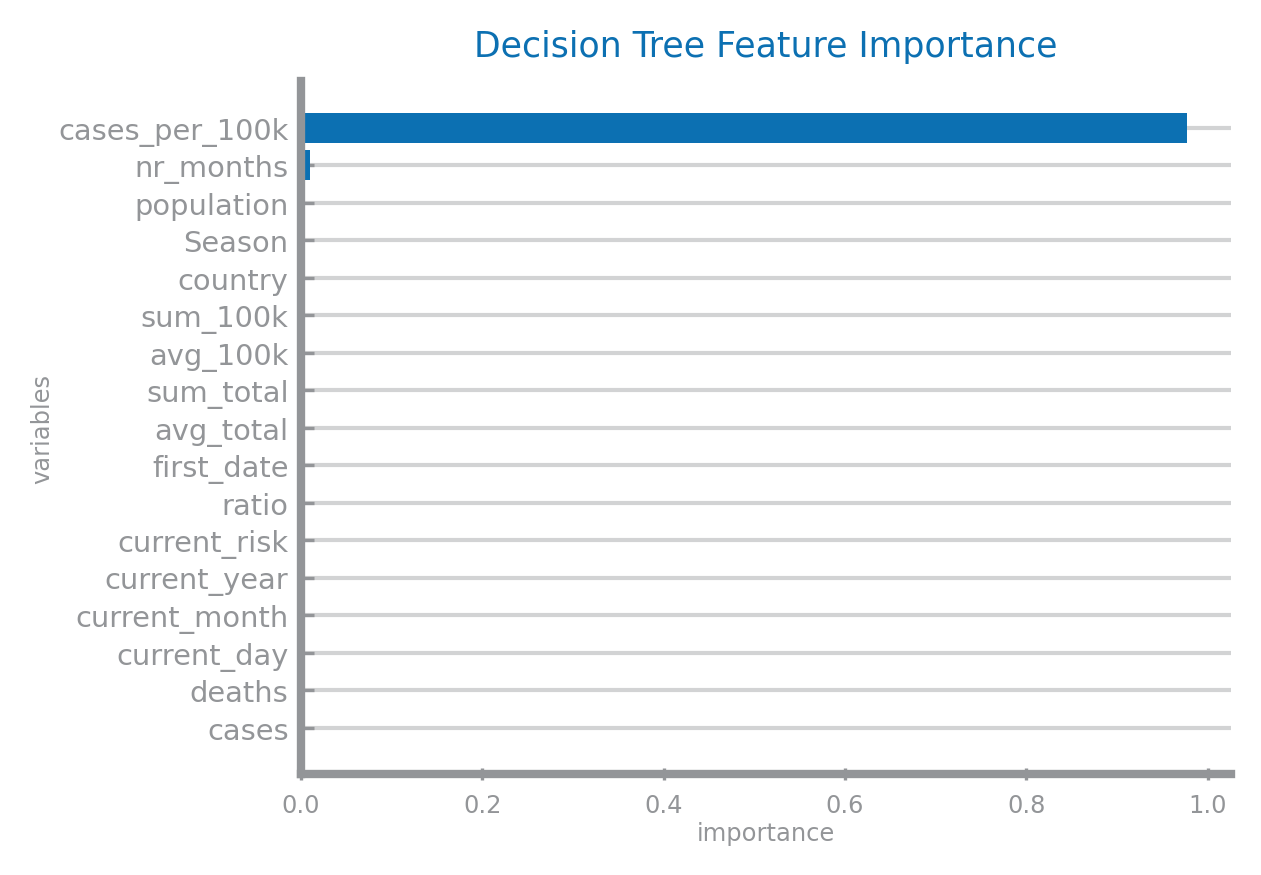 Decision Tree Feature Importance
cases_per_100k
nr_months
population
Season
country
sum_100k
avg_100k
sum_total
avg_total
first_date
ratio
current_risk
current_year
current_month
current_day
deaths
cases
variables
0.0 0.2 0.4 0.6 0.8 1.0
importance